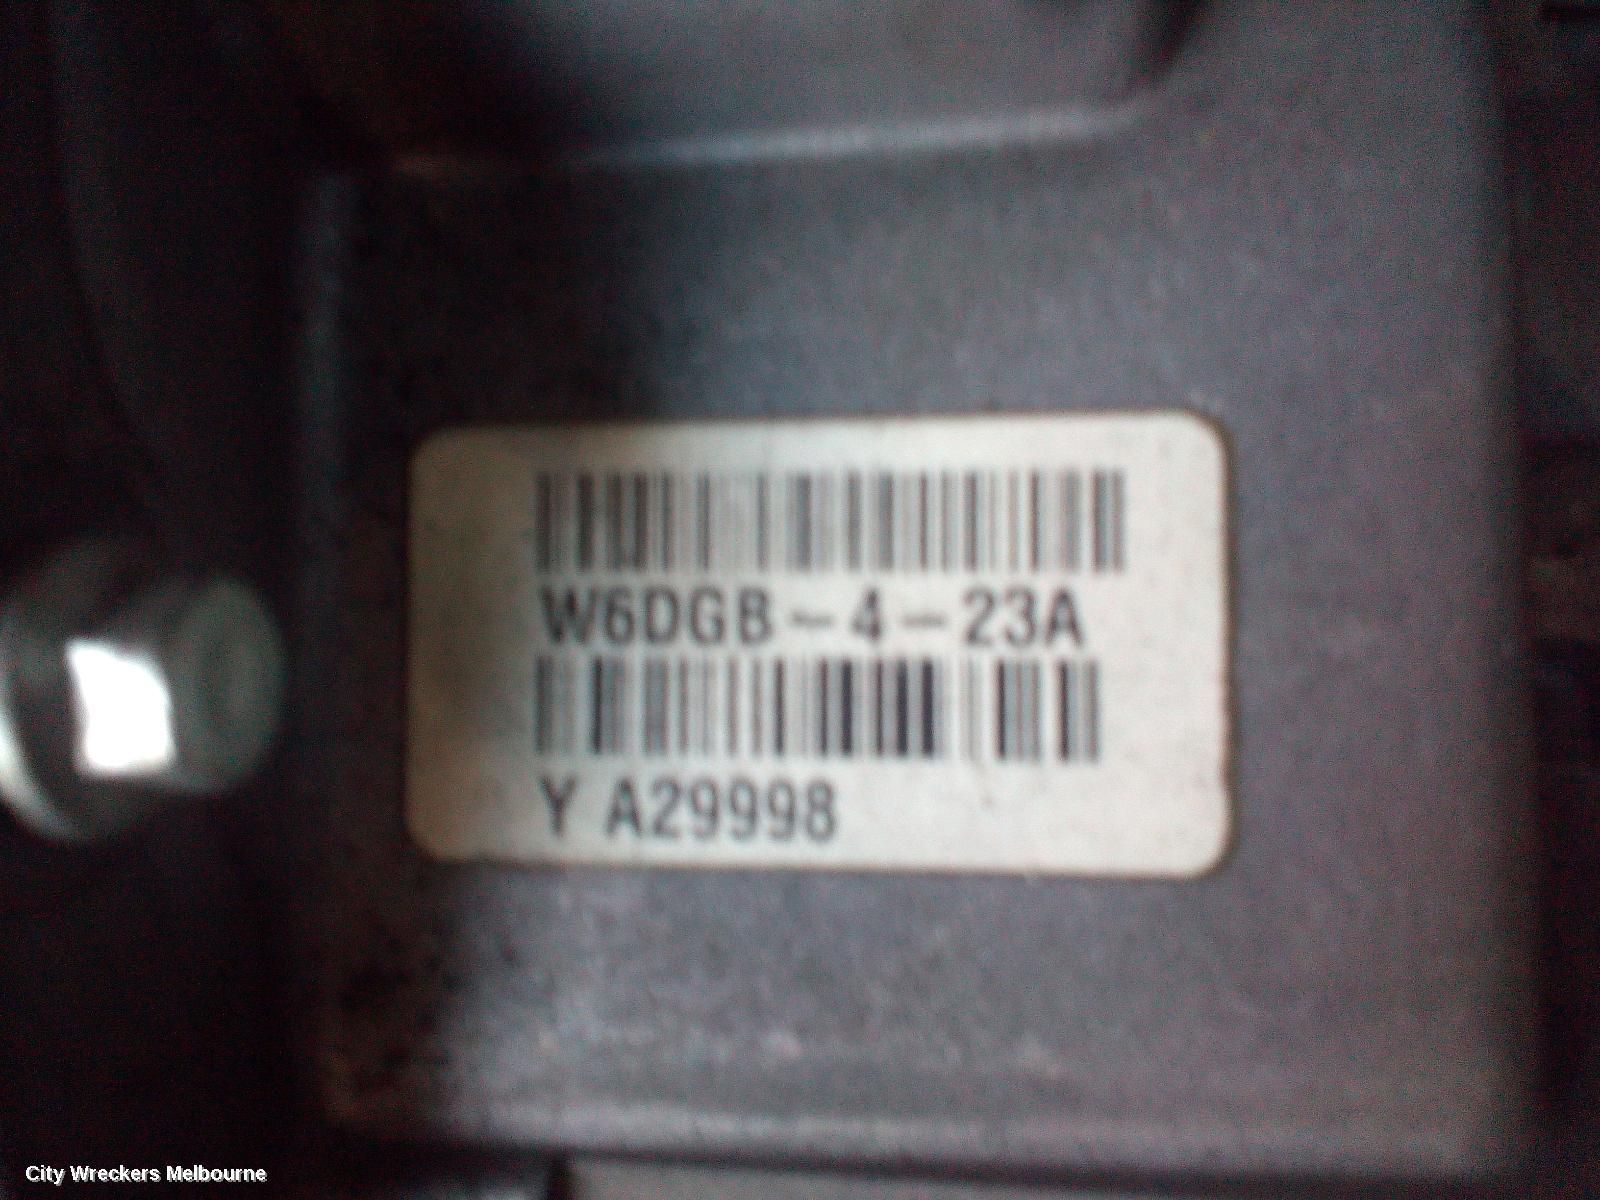 W6DGB-4-23A
Y A29998
City Wreckers Melbourne